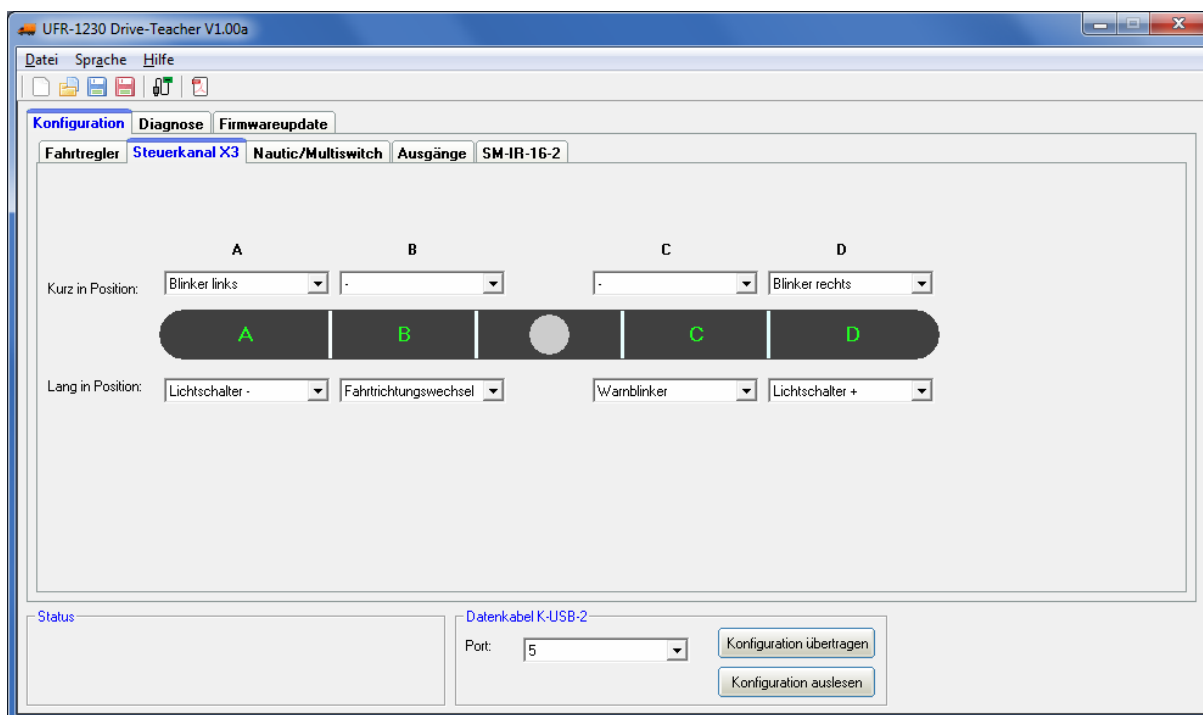 UFR-1230 Drive-Teacher V1.00a
Datei Sprache Hilfe
Konfiguration Diagnose Firmwareupdate
Fahrtregler Steuerkanal X3 Nautic/Multiswitch Ausgänge SM-IR-16-2
A B C D
Kurz in Position: Blinker links - - Blinker rechts
A B C D
Lang in Position: Lichtschalter - Fahrtrichtungswechsel Warnblinker Lichtschalter +
Status
Datenkabel K-USB-2
Port: 5
Konfiguration übertragen
Konfiguration auslesen